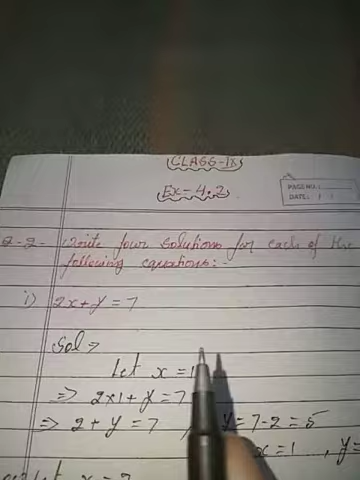 CLASS-IX
Ex-4.2
PAGE NO.:
DATE: / /
Q-2- Write four solutions for each of the
following equations:-
i) 2x+y=7
Sol⇒
Let x=1
⇒ 2x1+y=7
⇒ 2+y=7, y=7-2=5
x=1, y=